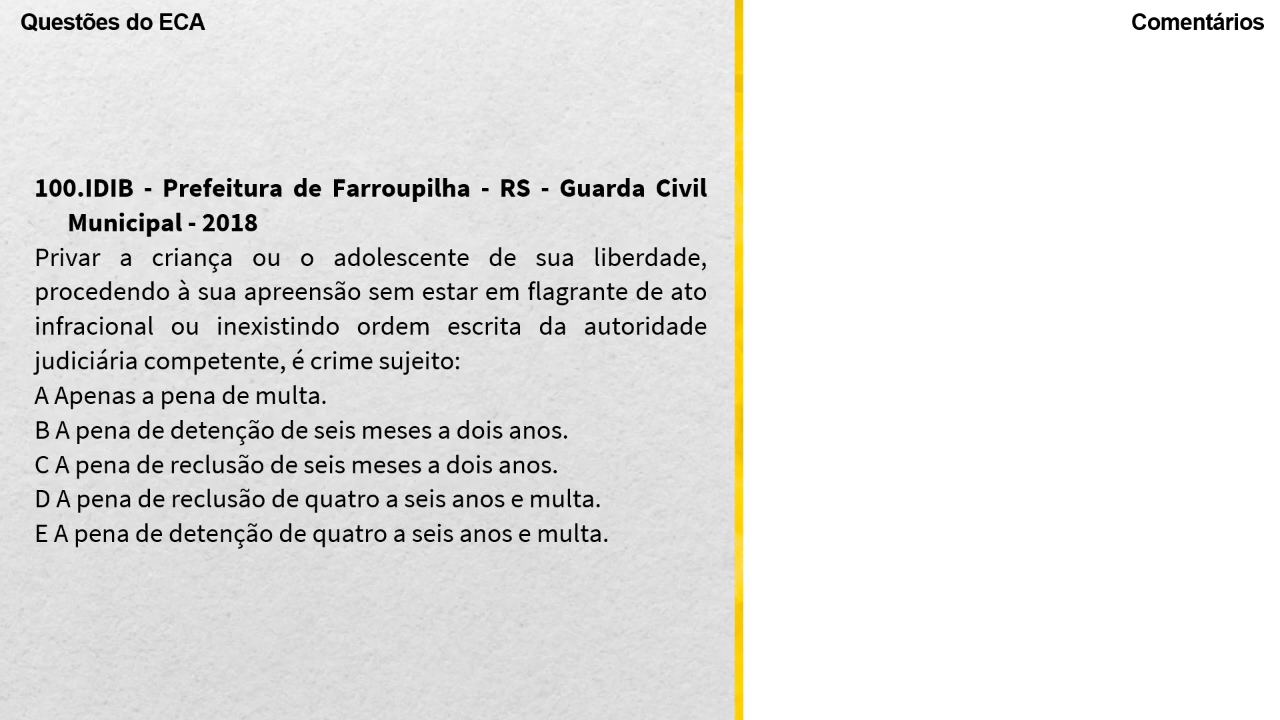 Questões do ECA
Comentários
100.IDIB - Prefeitura de Farroupilha - RS - Guarda Civil
Municipal - 2018
Privar a criança ou o adolescente de sua liberdade,
procedendo à sua apreensão sem estar em flagrante de ato
infracional ou inexistindo ordem escrita da autoridade
judiciária competente, é crime sujeito:
A Apenas a pena de multa.
B A pena de detenção de seis meses a dois anos.
C A pena de reclusão de seis meses a dois anos.
D A pena de reclusão de quatro a seis anos e multa.
E A pena de detenção de quatro a seis anos e multa.